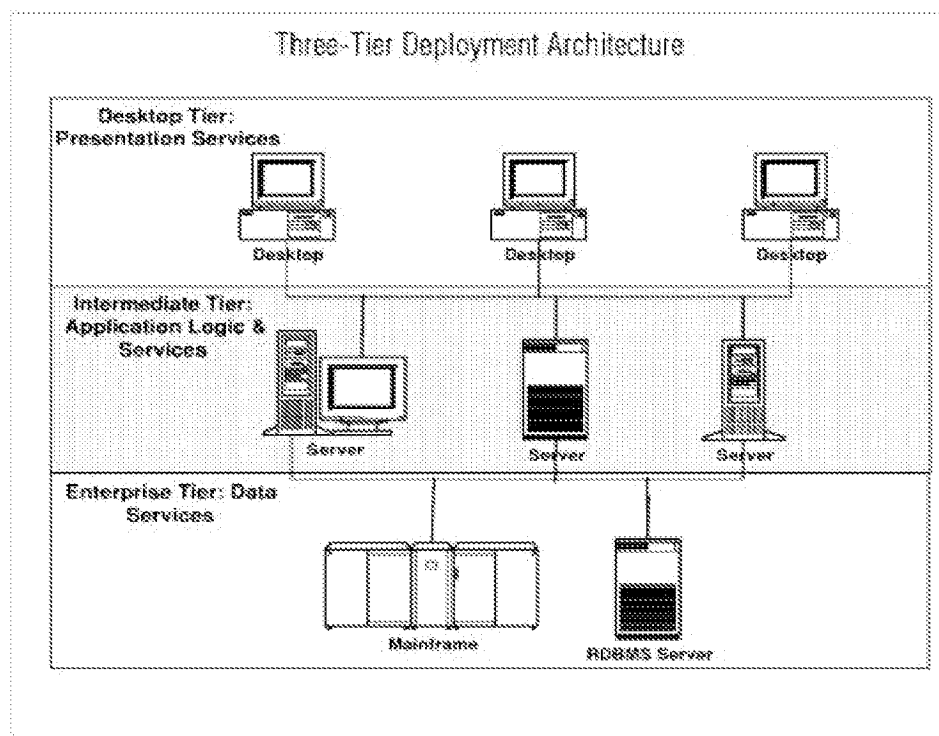 Three-Tier Deployment Architecture
Desktop Tier:
Presentation Services
Desktop
Desktop
Desktop
Intermediate Tier:
Application Logic &
Services
Server
Server
Server
Enterprise Tier: Data
Services
Mainframe
RDBMS Server